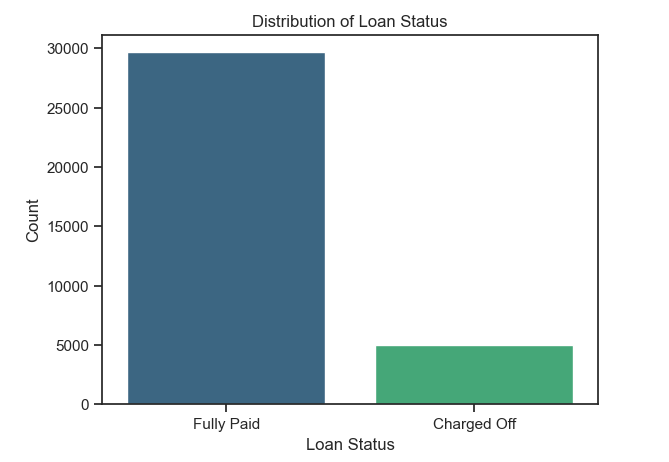 Distribution of Loan Status
30000
25000
20000
15000
10000
5000
0
Count
Fully Paid
Charged Off
Loan Status